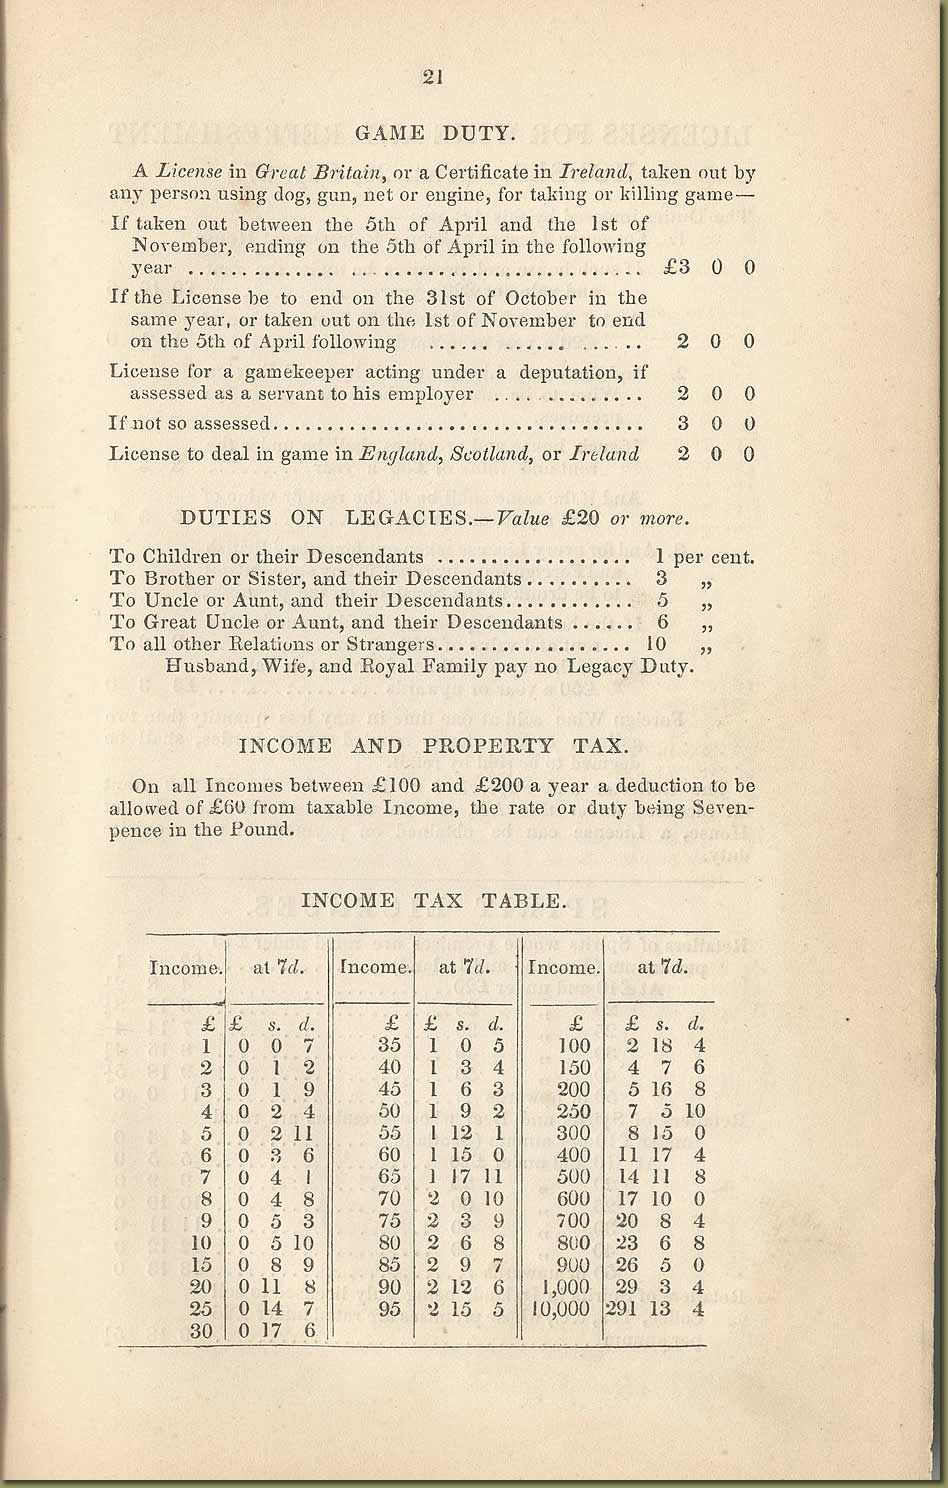 21
GAME DUTY.
A License in Great Britain, or a Certificate in Ireland, taken out by
any person using dog, gun, net or engine, for taking or killing game—
If taken out between the 5th of April and the 1st of
November, ending on the 5th of April in the following
year ........................................ £3 0 0
If the License be to end on the 31st of October in the
same year, or taken out on the 1st of November to end
on the 5th of April following ...... ...... ...... 2 0 0
License for a gamekeeper acting under a deputation, if
assessed as a servant to his employer .............. 2 0 0
If not so assessed.................................. 3 0 0
License to deal in game in England, Scotland, or Ireland 2 0 0
DUTIES ON LEGACIES.—Value £20 or more.
To Children or their Descendants .................. 1 per cent.
To Brother or Sister, and their Descendants.......... 3 „
To Uncle or Aunt, and their Descendants............ 5 „
To Great Uncle or Aunt, and their Descendants ...... 6 „
To all other Relations or Strangers.................. 10 „
Husband, Wife, and Royal Family pay no Legacy Duty.
INCOME AND PROPERTY TAX.
On all Incomes between £100 and £200 a year a deduction to be
allowed of £60 from taxable Income, the rate or duty being Seven-
pence in the Pound.
INCOME TAX TABLE.
Income. at 7d. Income. at 7d. Income. at 7d.
£ £ s. d. £ £ s. d. £ £ s. d.
1 0 0 7 35 1 0 5 100 2 18 4
2 0 1 2 40 1 3 4 150 4 7 6
3 0 1 9 45 1 6 3 200 5 16 8
4 0 2 4 50 1 9 2 250 7 5 10
5 0 2 11 55 1 12 1 300 8 15 0
6 0 3 6 60 1 15 0 400 11 17 4
7 0 4 1 65 1 17 11 500 14 11 8
8 0 4 8 70 2 0 10 600 17 10 0
9 0 5 3 75 2 3 9 700 20 8 4
10 0 5 10 80 2 6 8 800 23 6 8
15 0 8 9 85 2 9 7 900 26 5 0
20 0 11 8 90 2 12 6 1,000 29 3 4
25 0 14 7 95 2 15 5 10,000 291 13 4
30 0 17 6